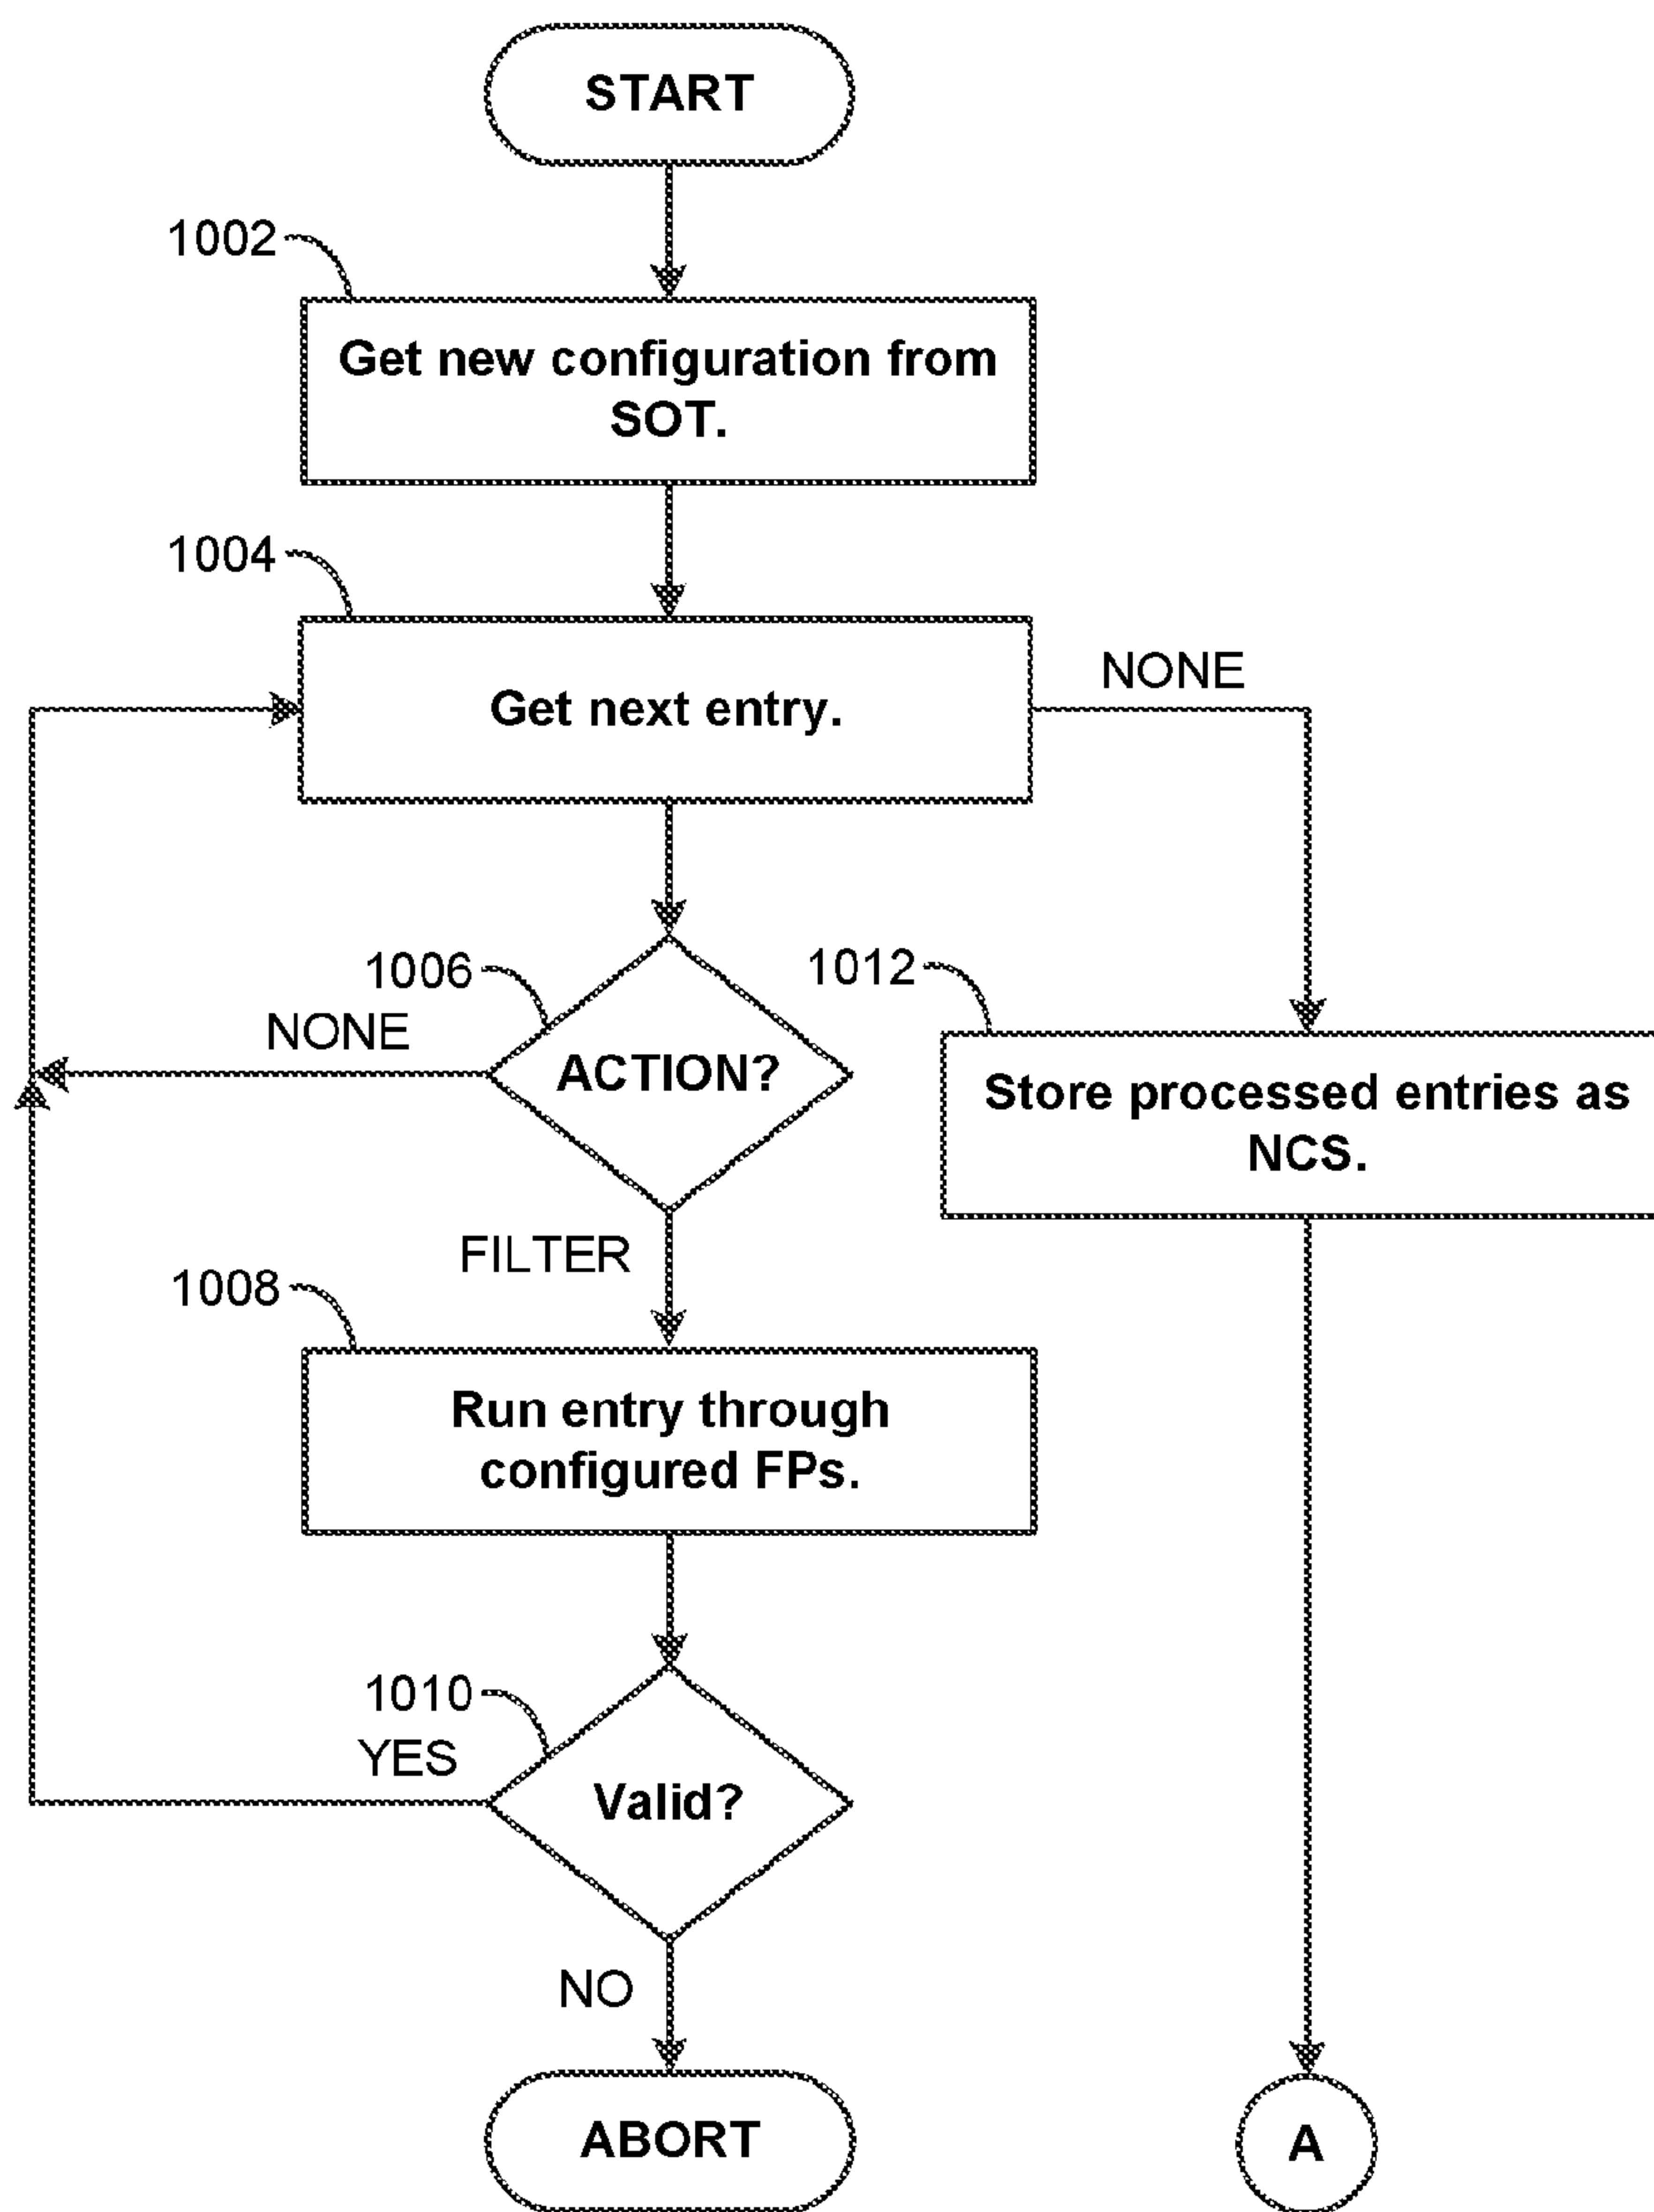 START
1002
Get new configuration from
SOT.
1004
Get next entry.
NONE
1006
NONE
ACTION?
1012
Store processed entries as
NCS.
FILTER
1008
Run entry through
configured FPs.
1010
YES
Valid?
NO
ABORT
A